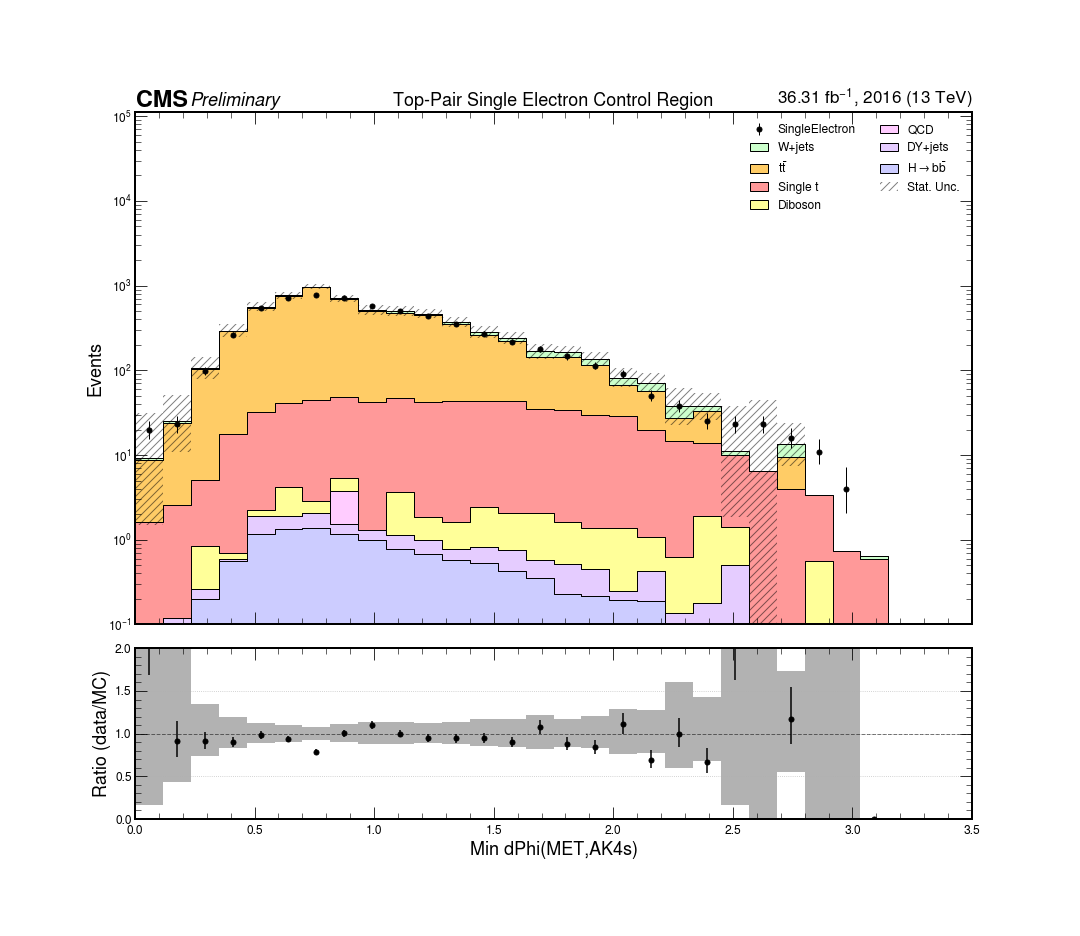 CMS Preliminary Top-Pair Single Electron Control Region 36.31 fb⁻¹, 2016 (13 TeV)
SingleElectron
W+jets
tt̄
Single t
Diboson
QCD
DY+jets
H→bb̄
Stat. Unc.
Events
10⁵
10⁴
10³
10²
10¹
10⁰
10⁻¹
Ratio (data/MC)
2.0
1.5
1.0
0.5
0.0
0.0 0.5 1.0 1.5 2.0 2.5 3.0 3.5
Min dPhi(MET,AK4s)